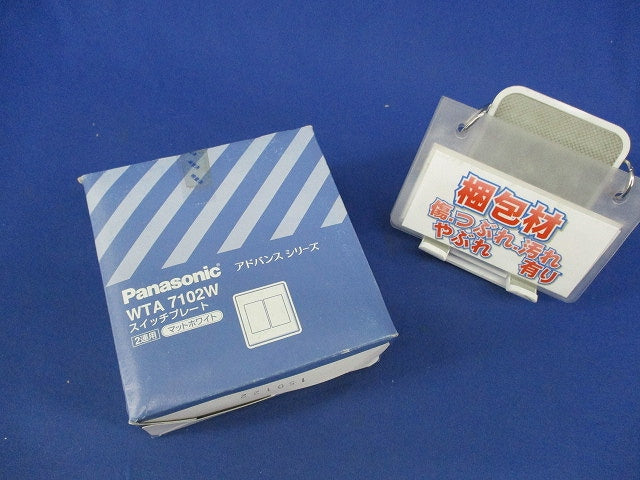 Panasonic
アドバンス シリーズ
WTA 7102W
スイッチプレート
2連用 マットホワイト
梱包材
傷・つぶれ・汚れ
やぶれ 有り